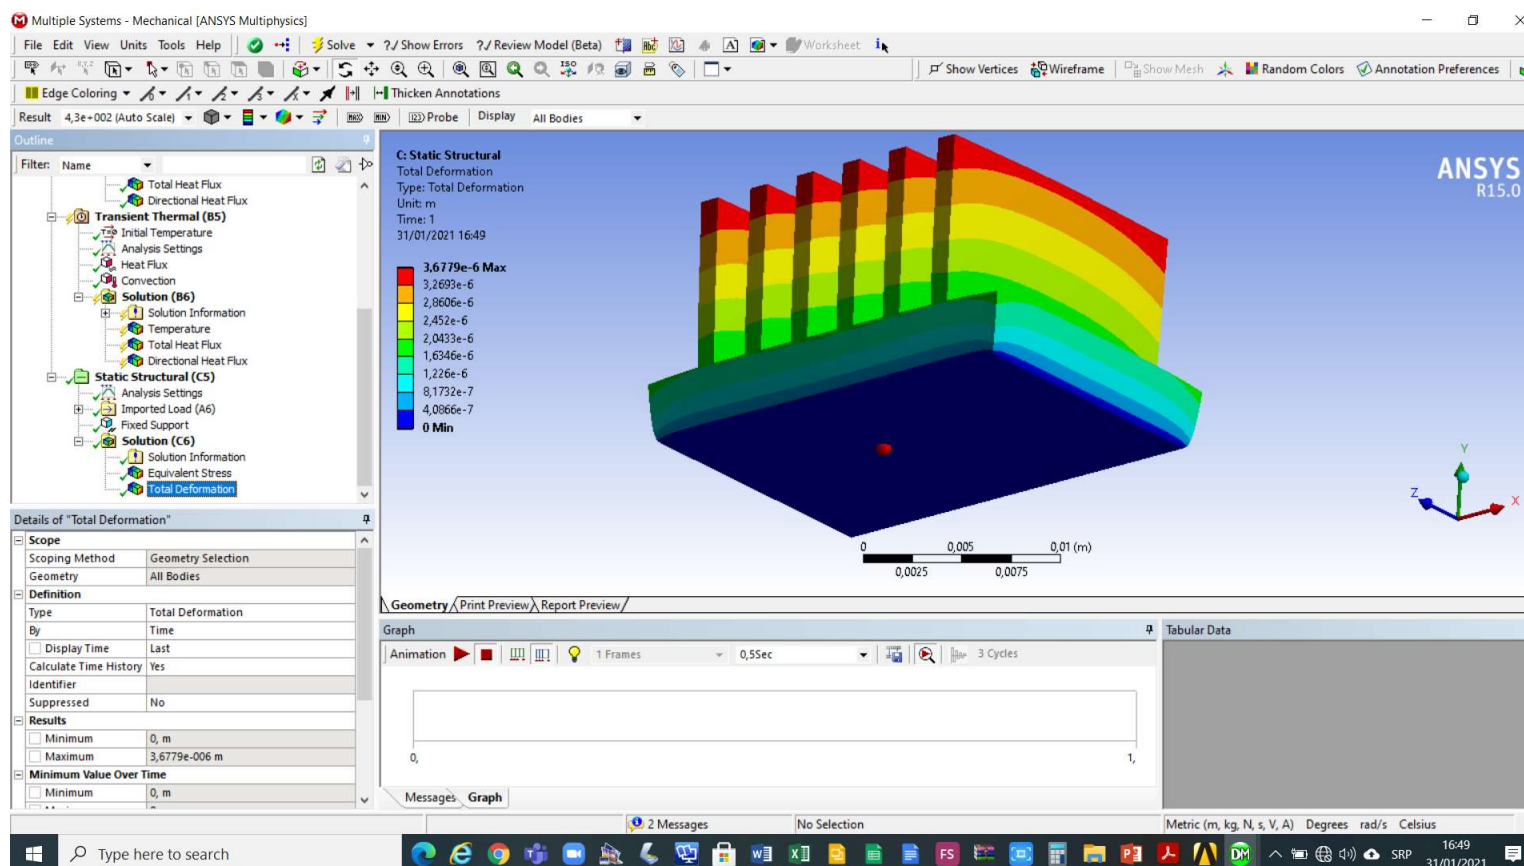 Multiple Systems - Mechanical [ANSYS Multiphysics]
File Edit View Units Tools Help Solve ?/ Show Errors ?/ Review Model (Beta) A Worksheet
ISO Show Vertices Wireframe Show Mesh Random Colors Annotation Preferences
Edge Coloring Thicken Annotations
Result 4,3e+002 (Auto Scale) MAX MIN Probe Display All Bodies
Outline
Filter: Name
Total Heat Flux
Directional Heat Flux
Transient Thermal (B5)
Initial Temperature
Analysis Settings
Heat Flux
Convection
Solution (B6)
Solution Information
Temperature
Total Heat Flux
Directional Heat Flux
Static Structural (C5)
Analysis Settings
Imported Load (A6)
Fixed Support
Solution (C6)
Solution Information
Equivalent Stress
Total Deformation
Details of "Total Deformation"
Scope
Scoping Method Geometry Selection
Geometry All Bodies
Definition
Type Total Deformation
By Time
Display Time Last
Calculate Time History Yes
Identifier
Suppressed No
Results
Minimum 0, m
Maximum 3,6779e-006 m
Minimum Value Over Time
Minimum 0, m
C: Static Structural
Total Deformation
Type: Total Deformation
Unit: m
Time: 1
31/01/2021 16:49
3,6779e-6 Max
3,2693e-6
2,8606e-6
2,452e-6
2,0433e-6
1,6346e-6
1,226e-6
8,1732e-7
4,0866e-7
0 Min
ANSYS
R15.0
Y
Z
X
0 0,005 0,01 (m)
0,0025 0,0075
Geometry Print Preview Report Preview
Graph
Animation 1 Frames 0,5Sec 3 Cycles
0, 1,
Messages Graph
Tabular Data
2 Messages No Selection Metric (m, kg, N, s, V, A) Degrees rad/s Celsius
Type here to search FS DM SRP 16:49
31/01/2021